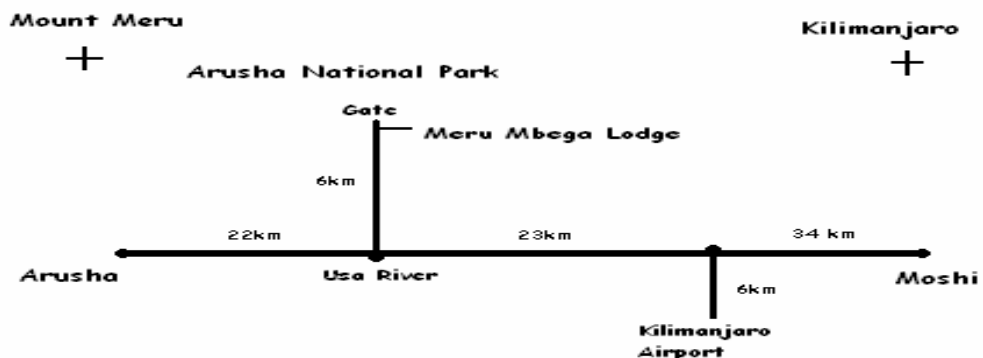 Mount Meru
Kilimanjaro
Arusha National Park
Gate
Meru Mbega Lodge
6km
22km
23km
34 km
Arusha
Usa River
6km
Moshi
Kilimanjaro
Airport